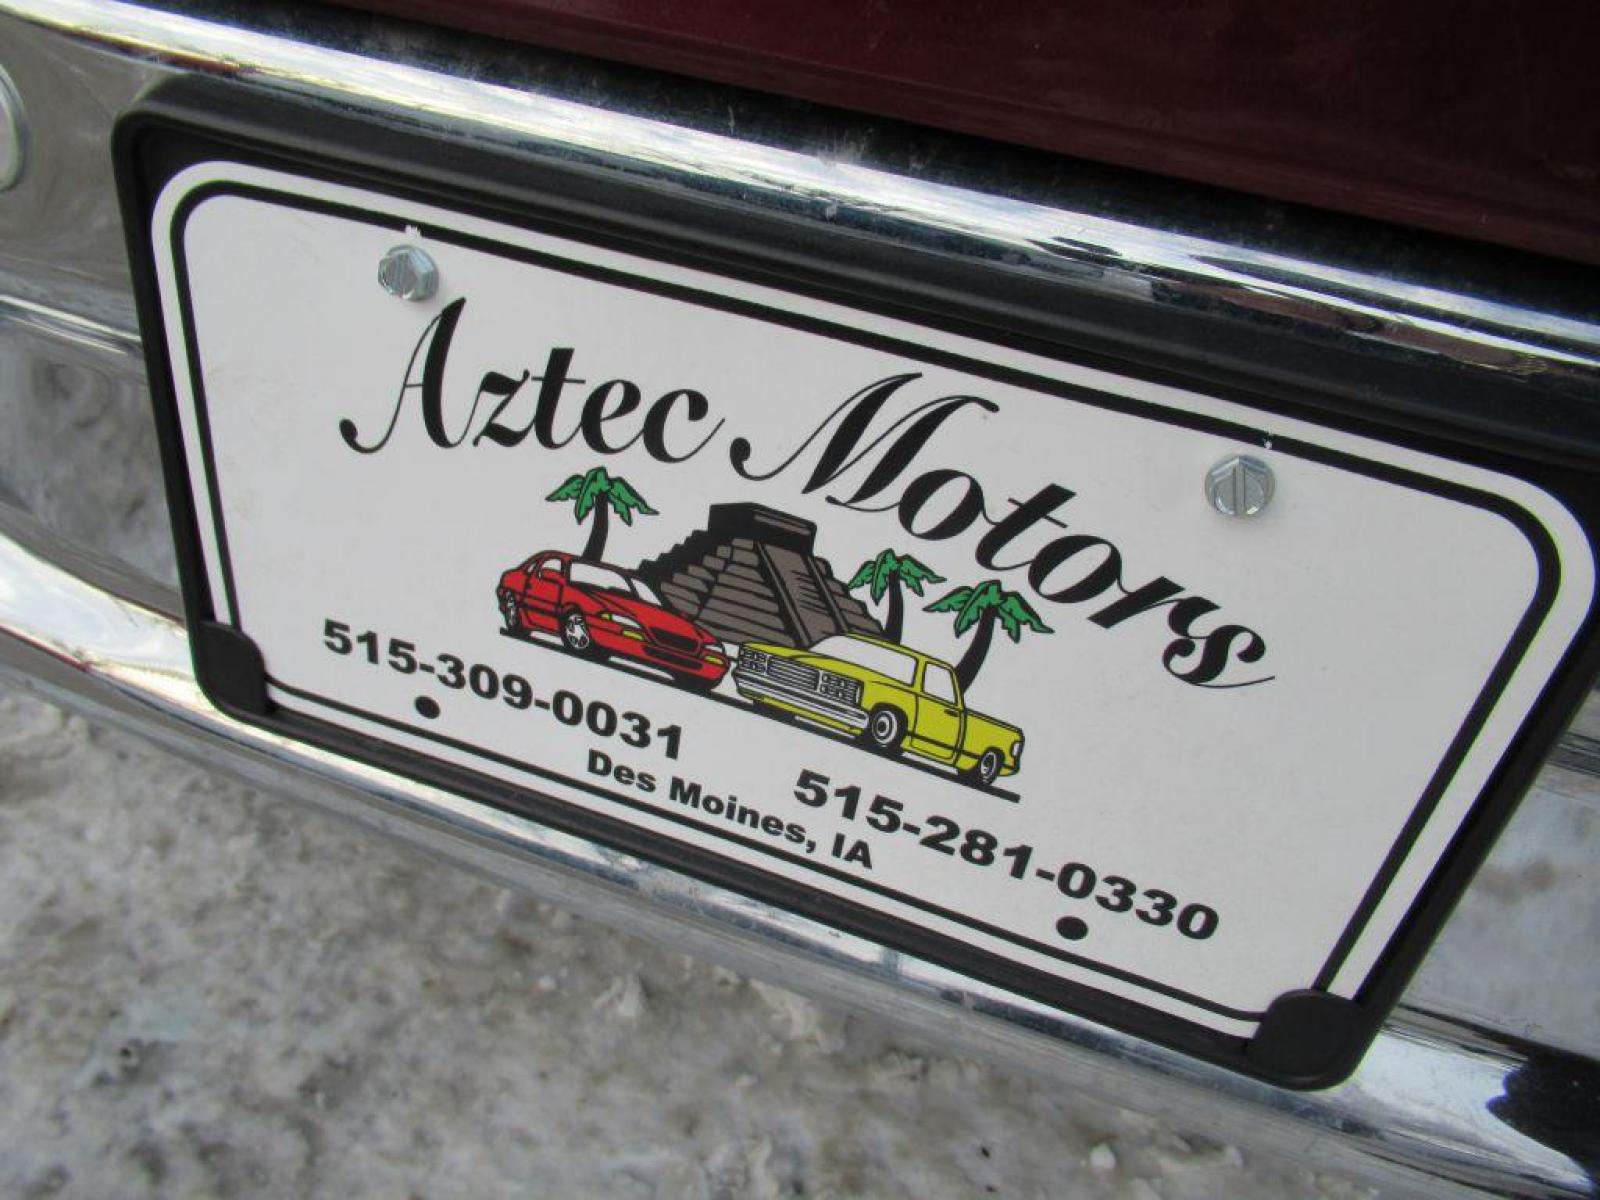 Aztec Motors
515-309-0031
515-281-0330
Des Moines, IA